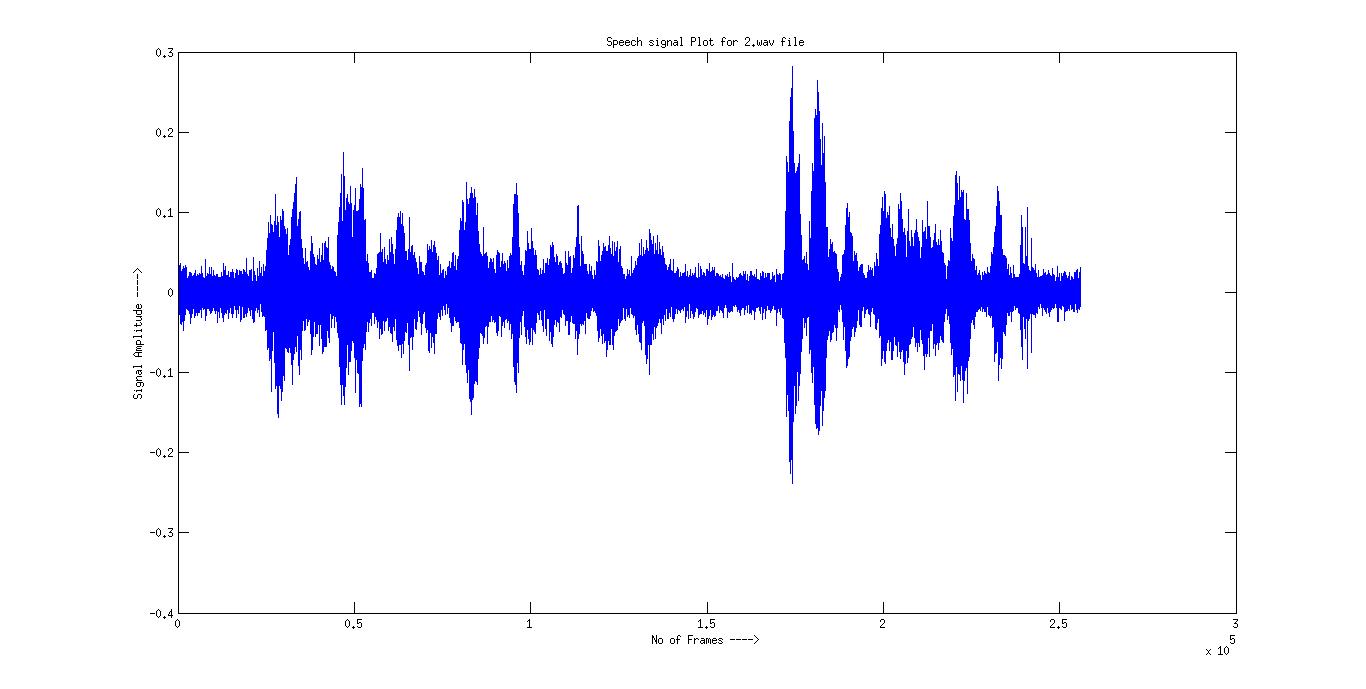 Speech signal Plot for 2.wav file
0.3
0.2
0.1
0
-0.1
-0.2
-0.3
-0.4
Signal Amplitude ---->
0 0.5 1 1.5 2 2.5 3
No of Frames ---->
x 10 5